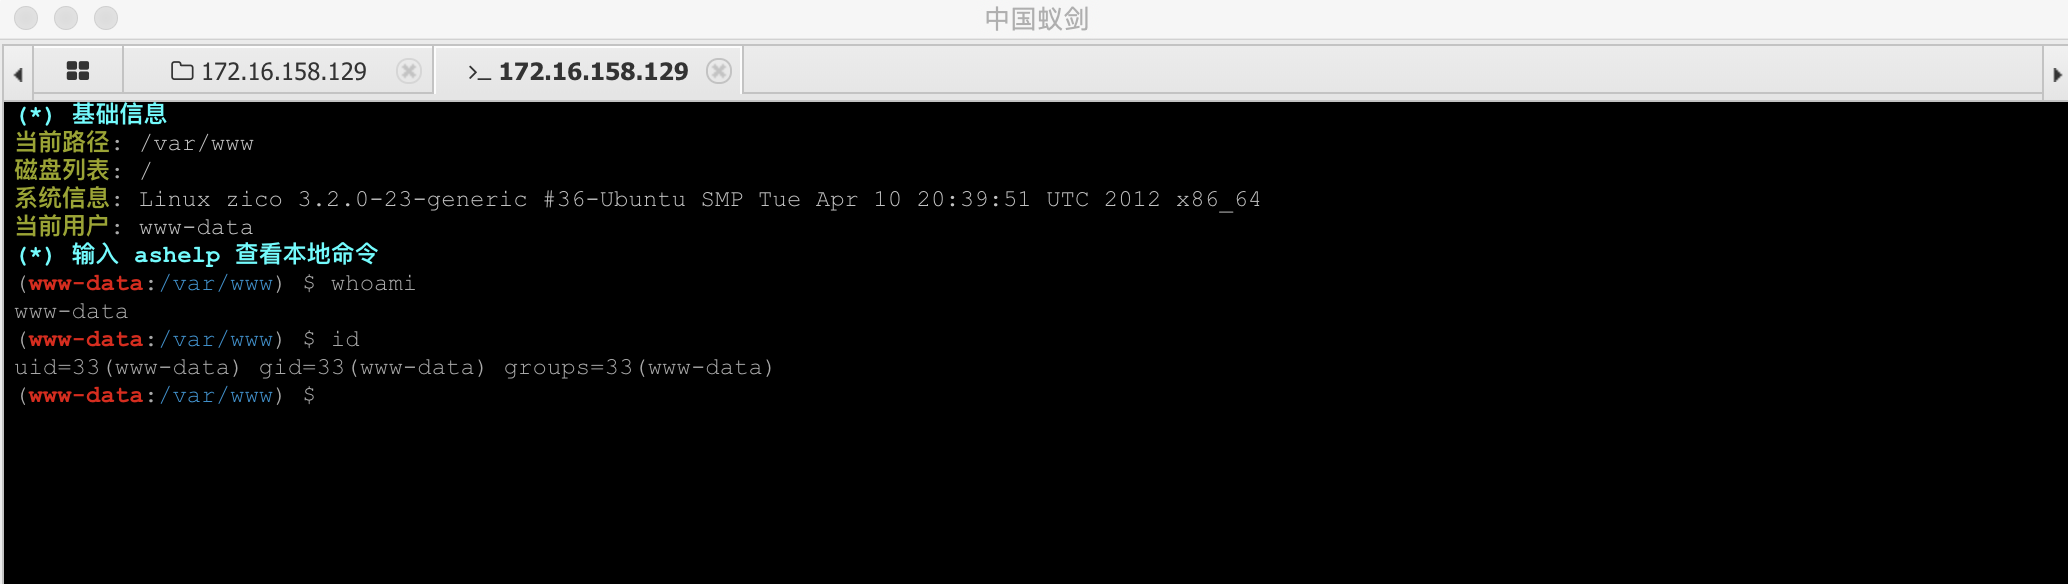 中国蚁剑
172.16.158.129
>_ 172.16.158.129
(*) 基础信息
当前路径: /var/www
磁盘列表: /
系统信息: Linux zico 3.2.0-23-generic #36-Ubuntu SMP Tue Apr 10 20:39:51 UTC 2012 x86_64
当前用户: www-data
(*) 输入 ashelp 查看本地命令
(www-data:/var/www) $ whoami
www-data
(www-data:/var/www) $ id
uid=33(www-data) gid=33(www-data) groups=33(www-data)
(www-data:/var/www) $